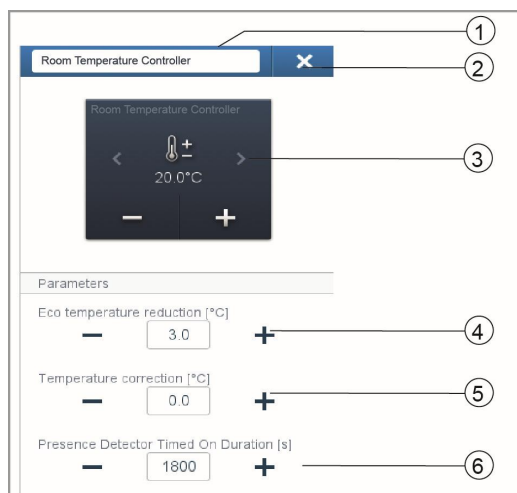 1
Room Temperature Controller
2
Room Temperature Controller
3
20.0°C
Parameters
Eco temperature reduction [°C]
3.0
4
Temperature correction [°C]
0.0
5
Presence Detector Timed On Duration [s]
1800
6